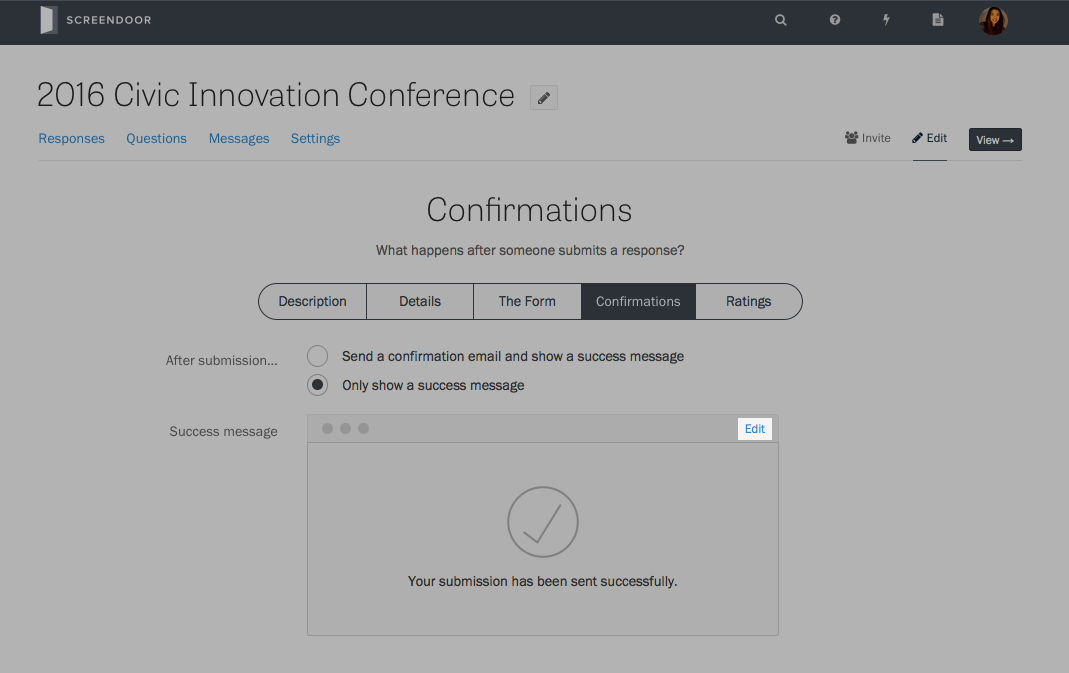 SCREENDOOR
2016 Civic Innovation Conference
Responses Questions Messages Settings Invite Edit View →
Confirmations
What happens after someone submits a response?
Description Details The Form Confirmations Ratings
After submission... Send a confirmation email and show a success message
Only show a success message
Success message Edit
Your submission has been sent successfully.